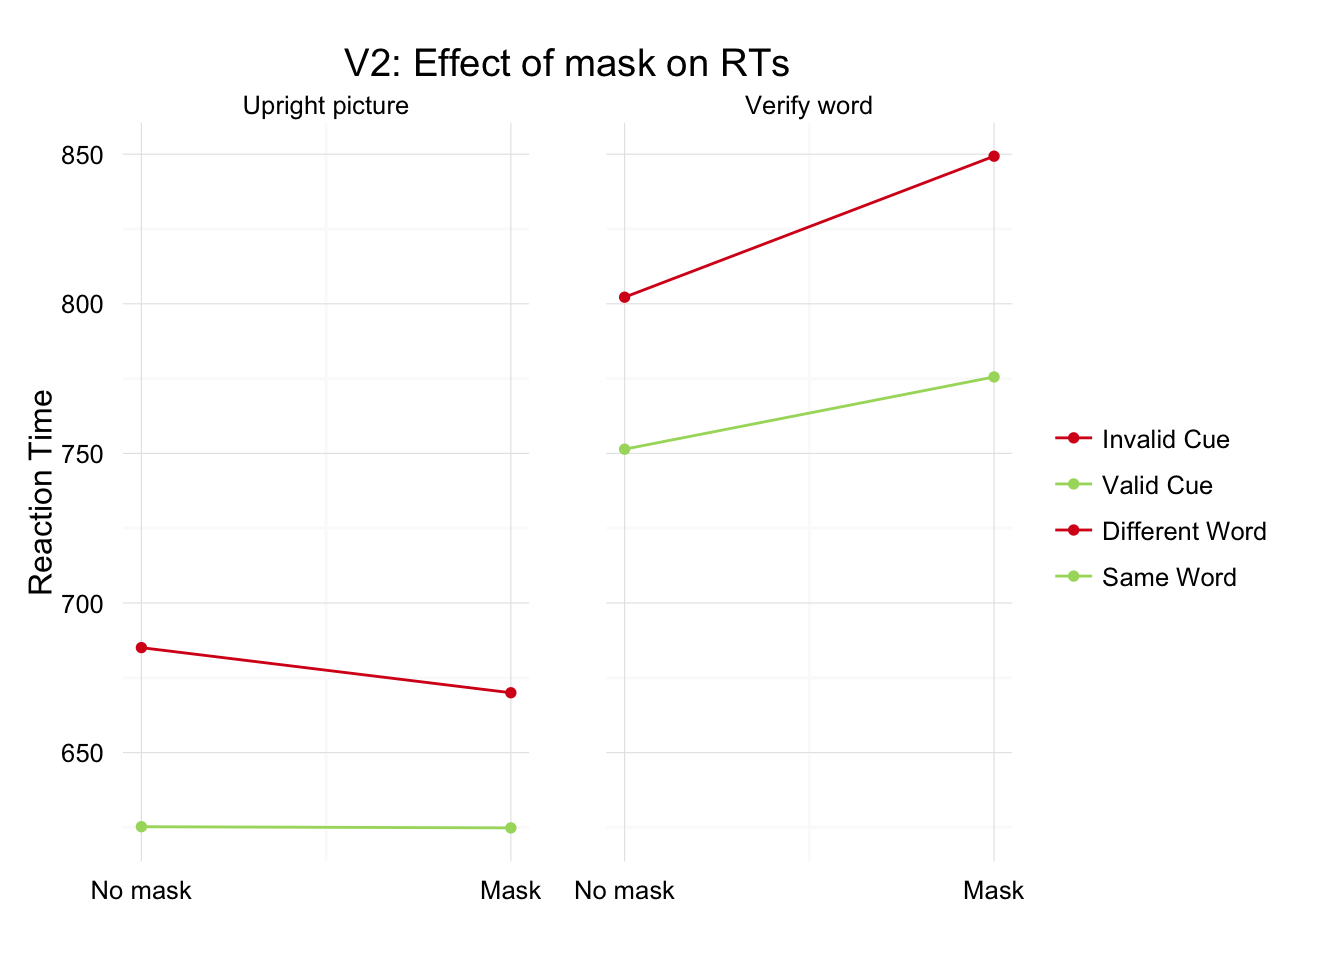 V2: Effect of mask on RTs
Upright picture
Verify word
850
800
750
700
650
Reaction Time
No mask
Mask
No mask
Mask
Invalid Cue
Valid Cue
Different Word
Same Word